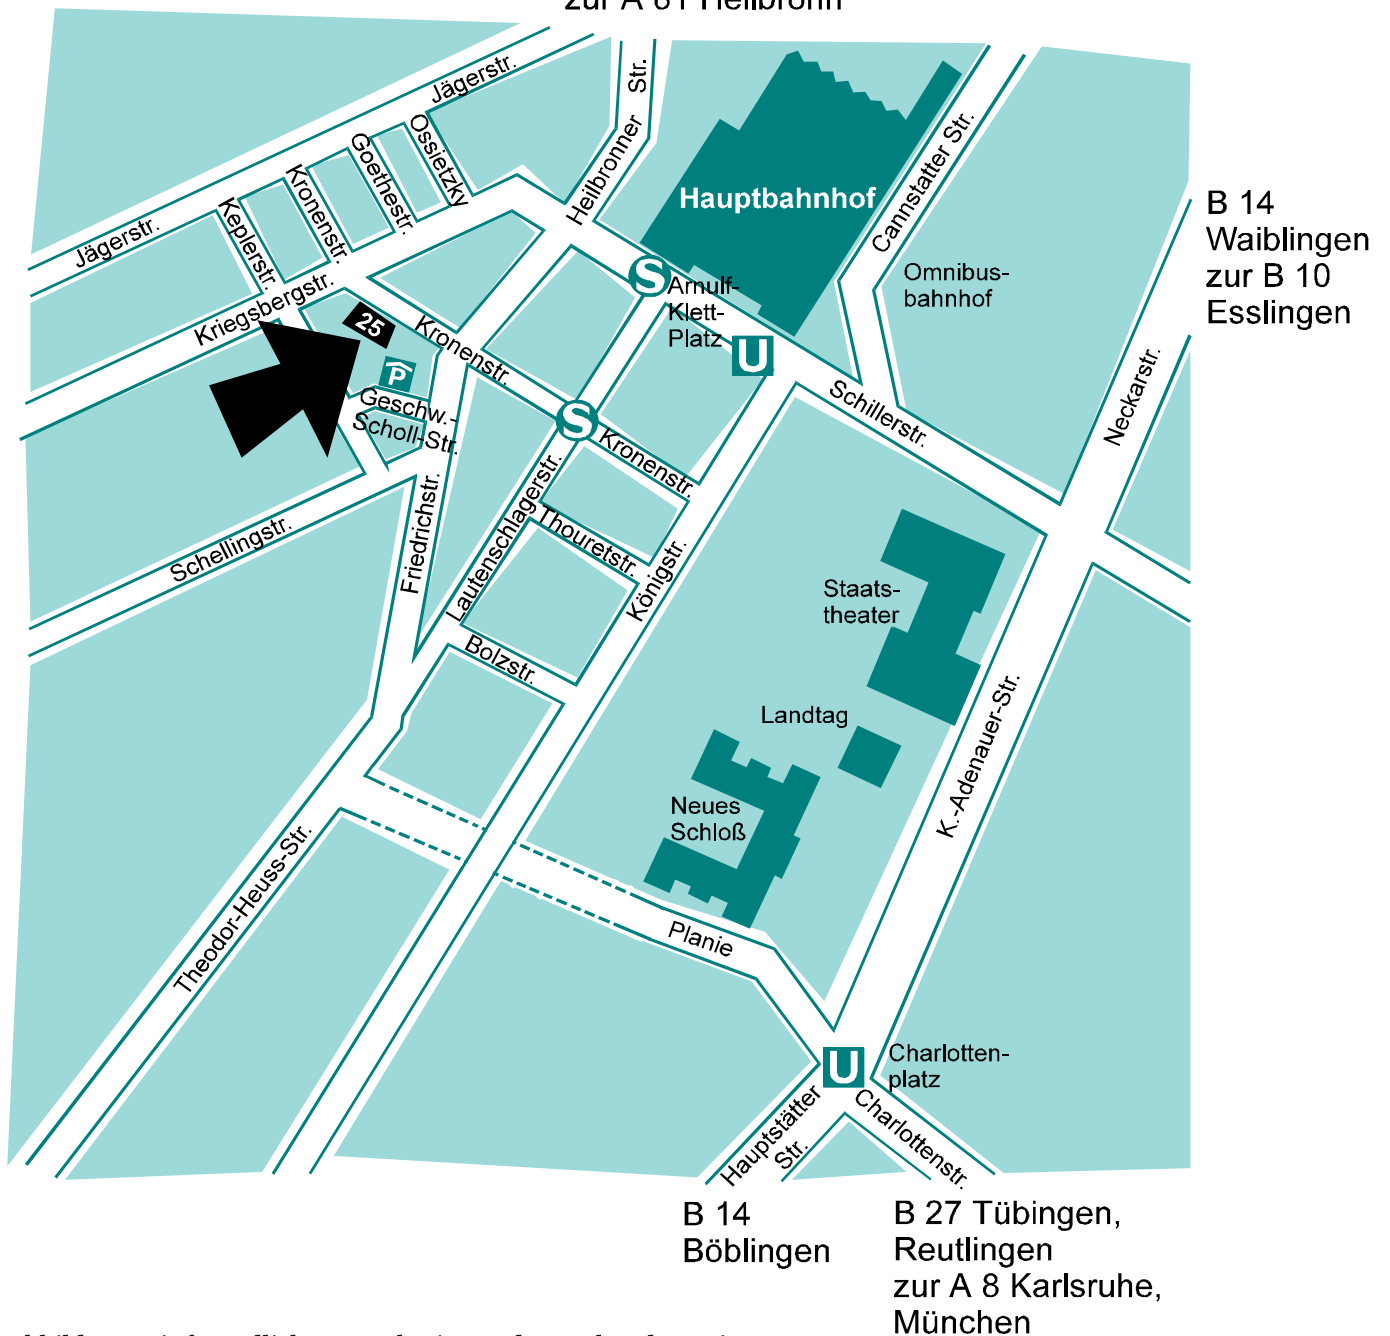 zur A 81 Heilbronn
Jägerstr.
Heilbronner
Str.
Ossietzky
Goethestr.
Kronenstr.
Keplerstr.
Jägerstr.
Kriegsbergstr.
Hauptbahnhof
Cannstatter Str.
Omnibus-
bahnhof
B 14
Waiblingen
zur B 10
Esslingen
S
Arnulf-
Klett-
Platz
U
25
P
Kronenstr.
Geschw.-
Scholl-Str.
S
Kronenstr.
Schillerstr.
Neckarstr.
Schellingstr.
Friedrichstr.
Lautenschlagerstr.
Thouretstr.
Königstr.
Bolzstr.
Staats-
theater
Landtag
K.-Adenauer-Str.
Neues
Schloß
Theodor-Heuss-Str.
Planie
U
Charlotten-
platz
Hauptstätter
Str.
Charlottenstr.
B 14
Böblingen
B 27 Tübingen,
Reutlingen
zur A 8 Karlsruhe,
München